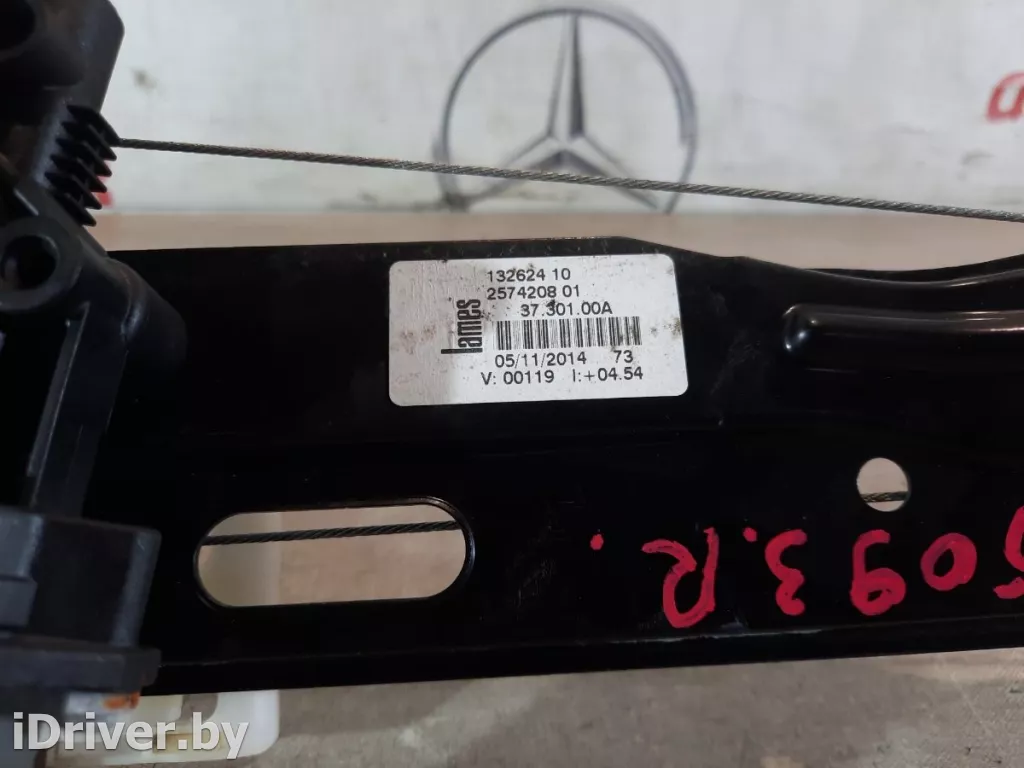 132624 10
2574208 01
lames
37.301.00A
05/11/2014 73
V: 00119 I:+04.54
5093.R.
iDriver.by